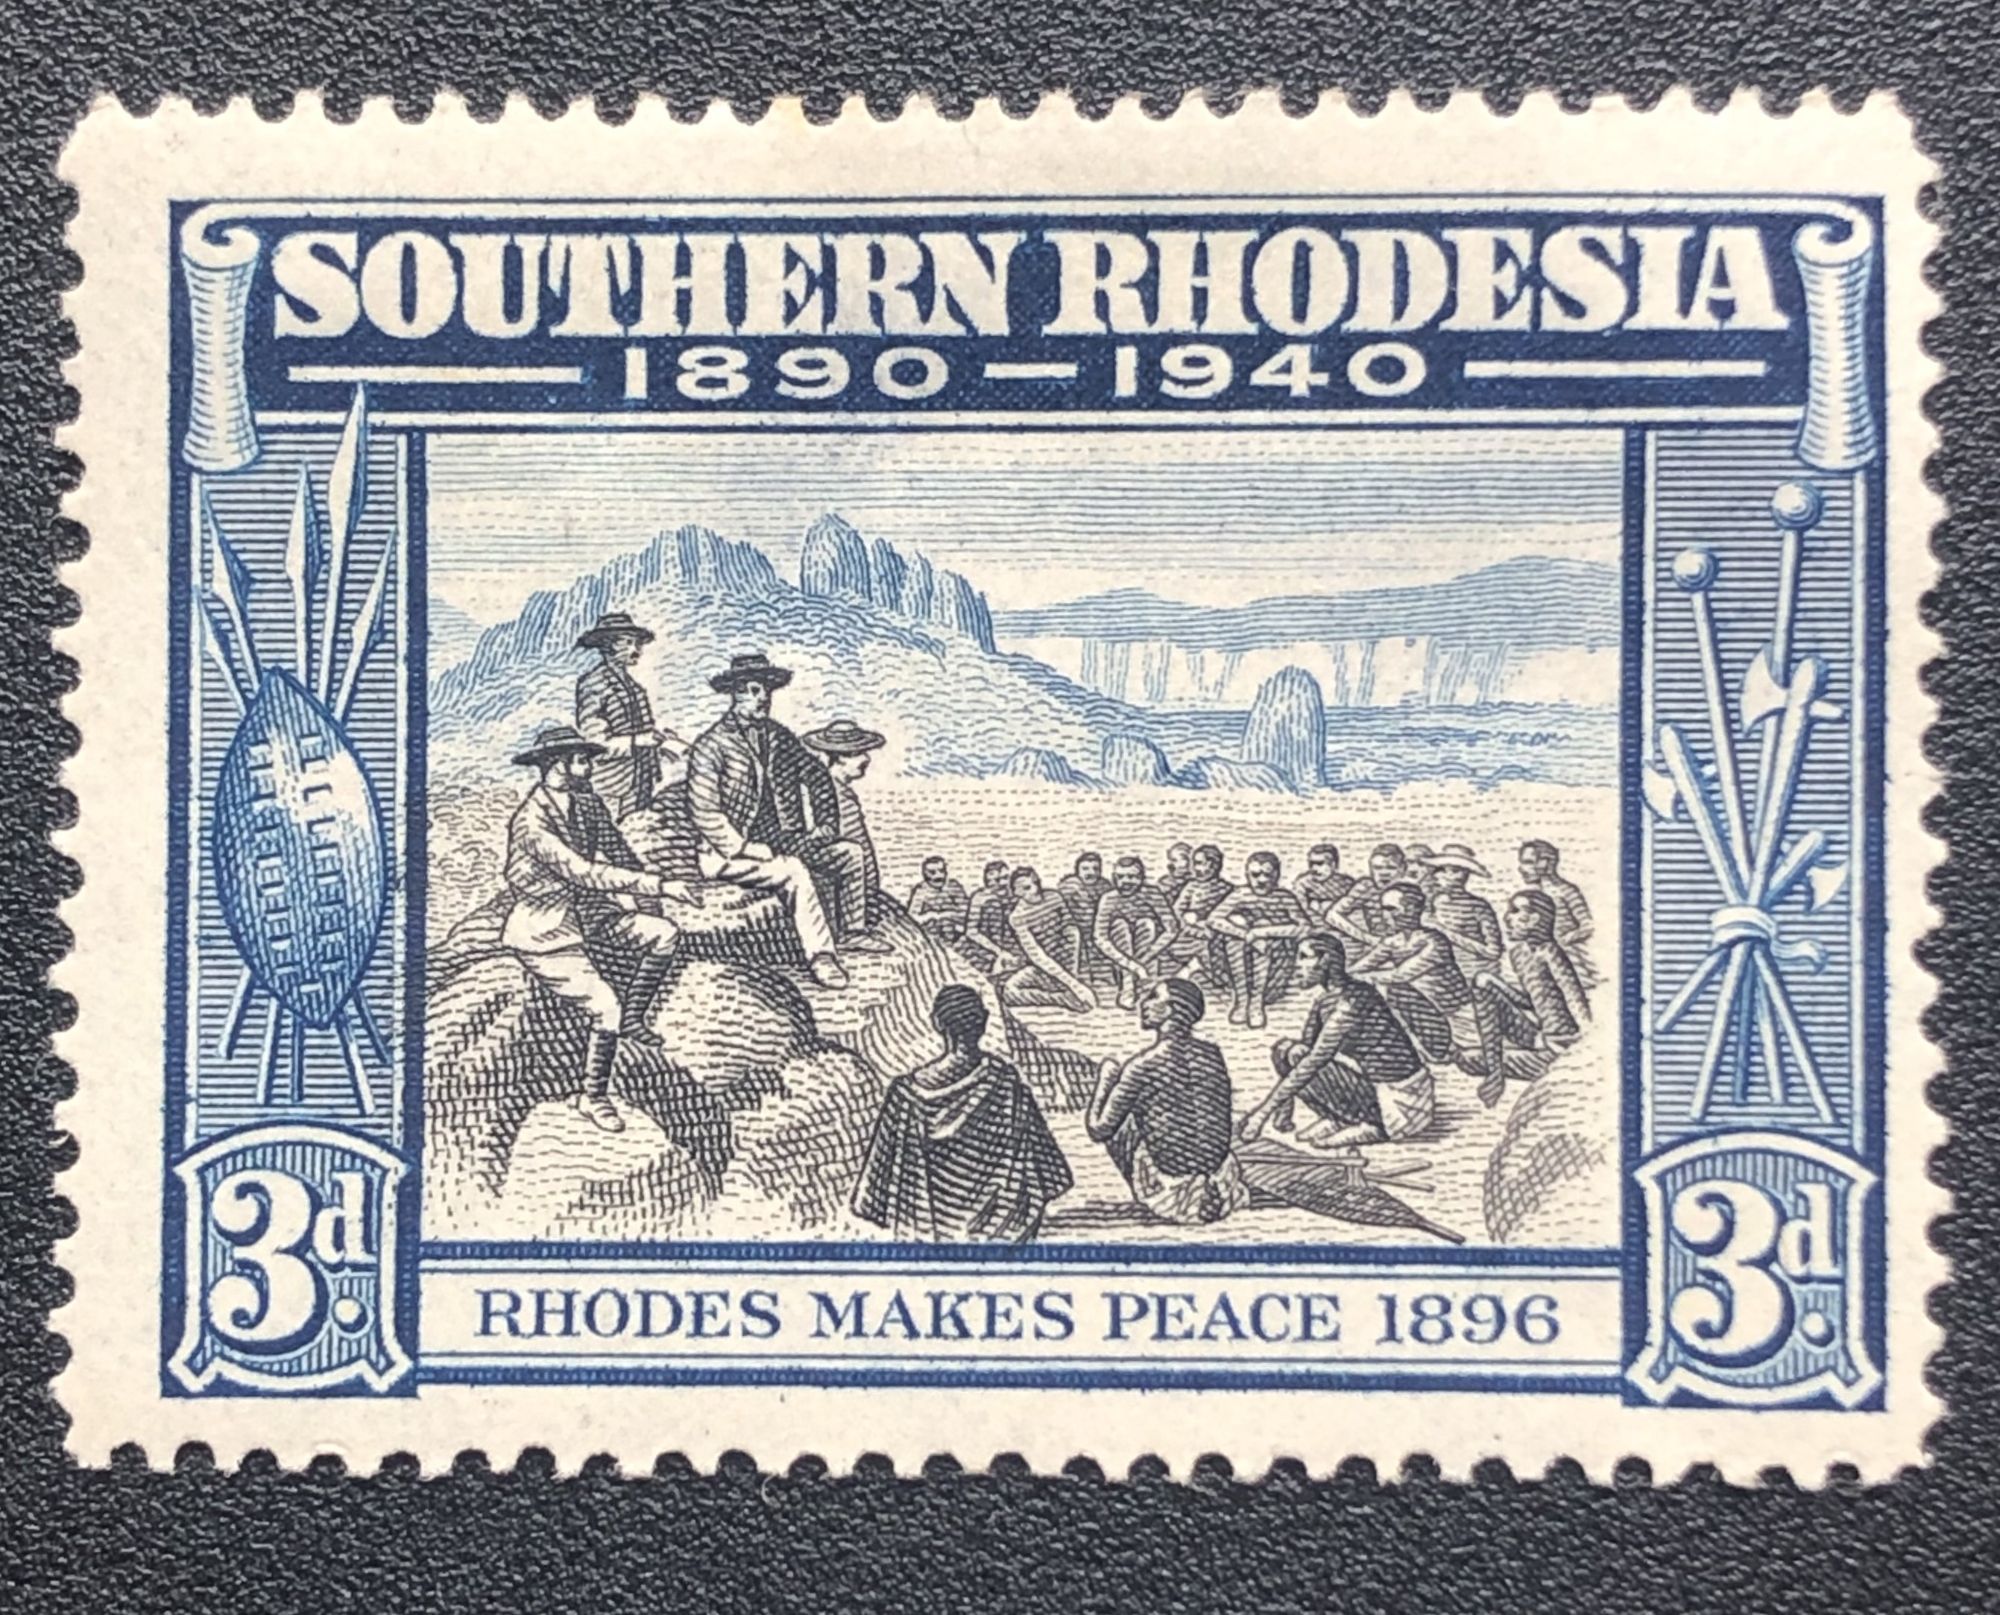 SOUTHERN RHODESIA
1890 — 1940
3d.
3d.
RHODES MAKES PEACE 1896